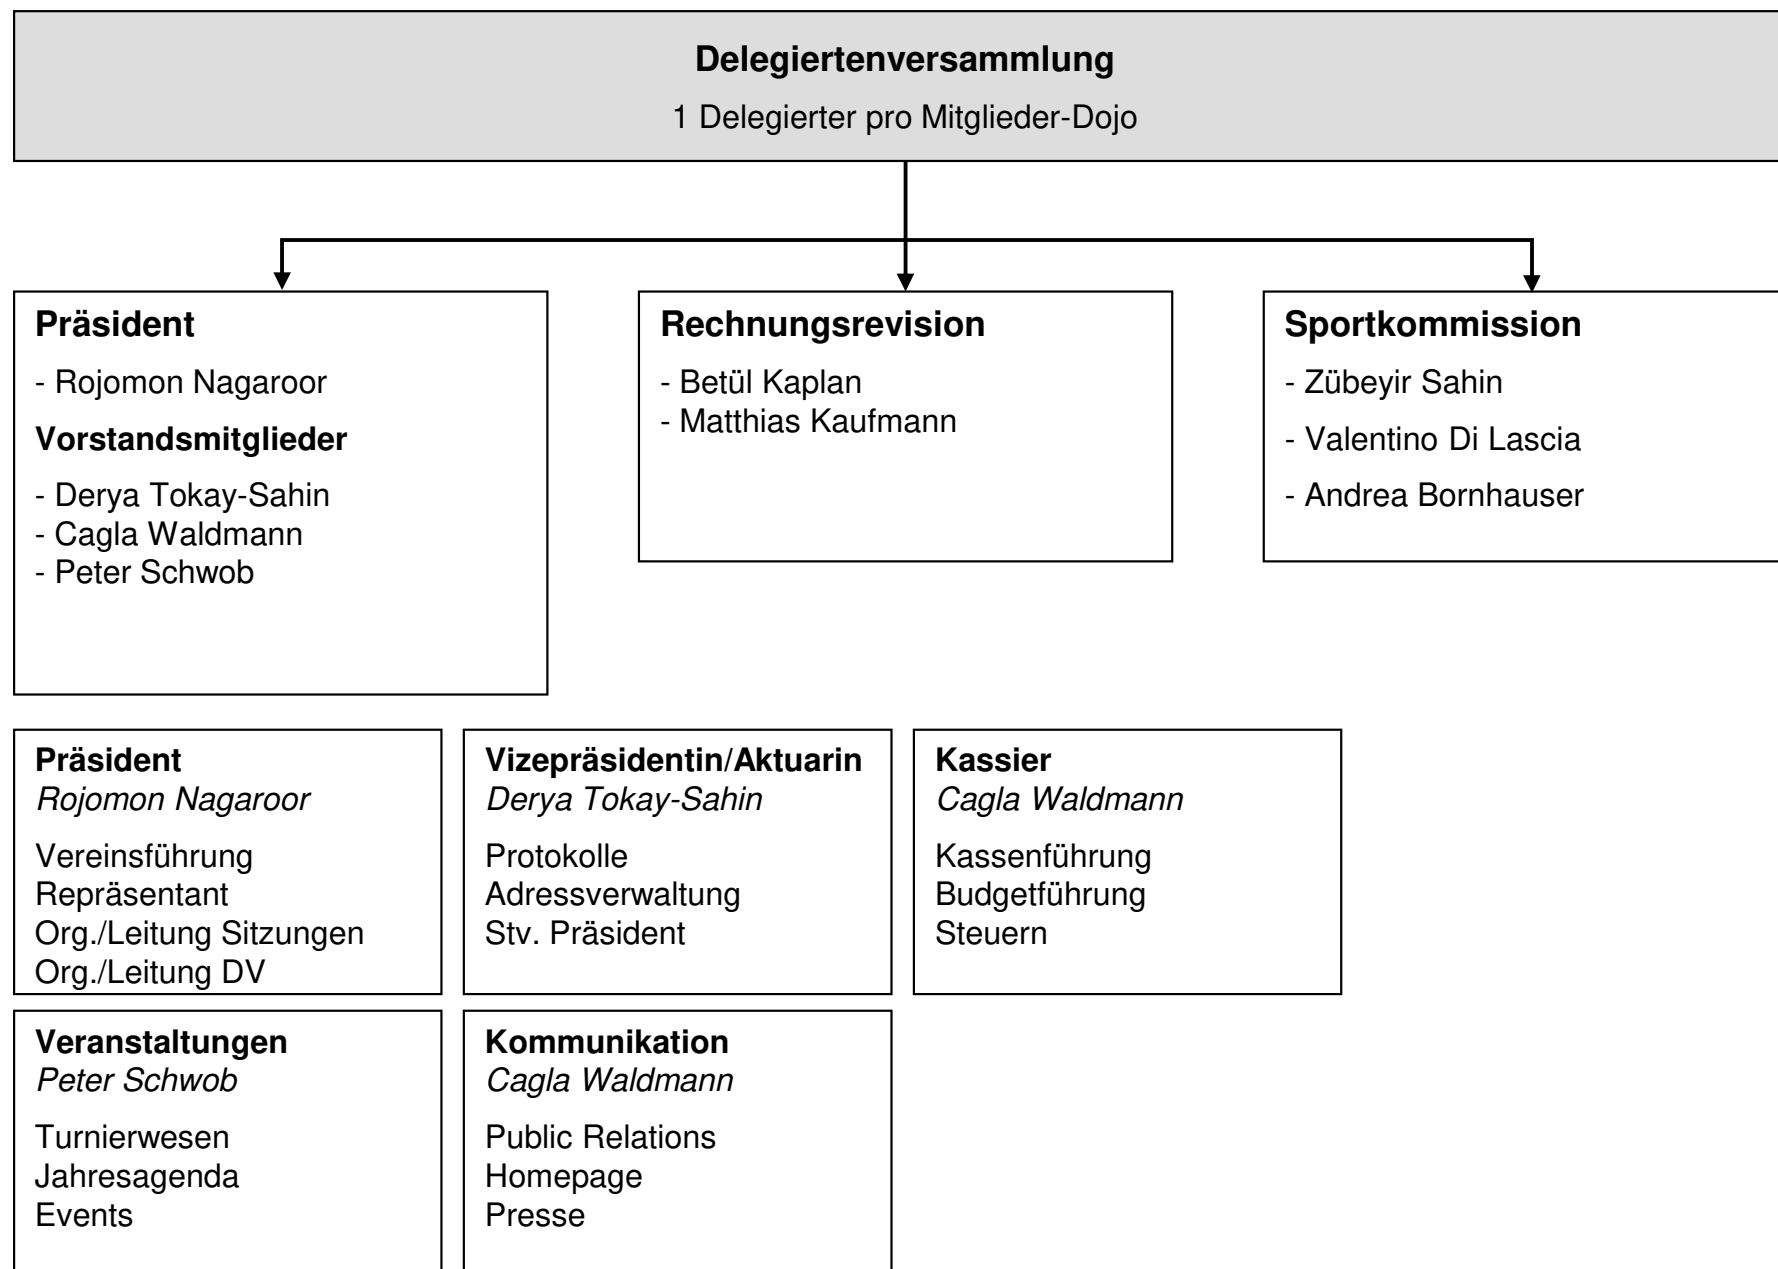 Delegiertenversammlung
1 Delegierter pro Mitglieder-Dojo
Präsident
- Rojomon Nagaroor
Vorstandsmitglieder
- Derya Tokay-Sahin
- Cagla Waldmann
- Peter Schwob
Rechnungsrevision
- Betül Kaplan
- Matthias Kaufmann
Sportkommission
- Zübeyir Sahin
- Valentino Di Lascia
- Andrea Bornhauser
Präsident
Rojomon Nagaroor
Vereinsführung
Repräsentant
Org./Leitung Sitzungen
Org./Leitung DV
Vizepräsidentin/Aktuarin
Derya Tokay-Sahin
Protokolle
Adressverwaltung
Stv. Präsident
Kassier
Cagla Waldmann
Kassenführung
Budgetführung
Steuern
Veranstaltungen
Peter Schwob
Turnierwesen
Jahresagenda
Events
Kommunikation
Cagla Waldmann
Public Relations
Homepage
Presse